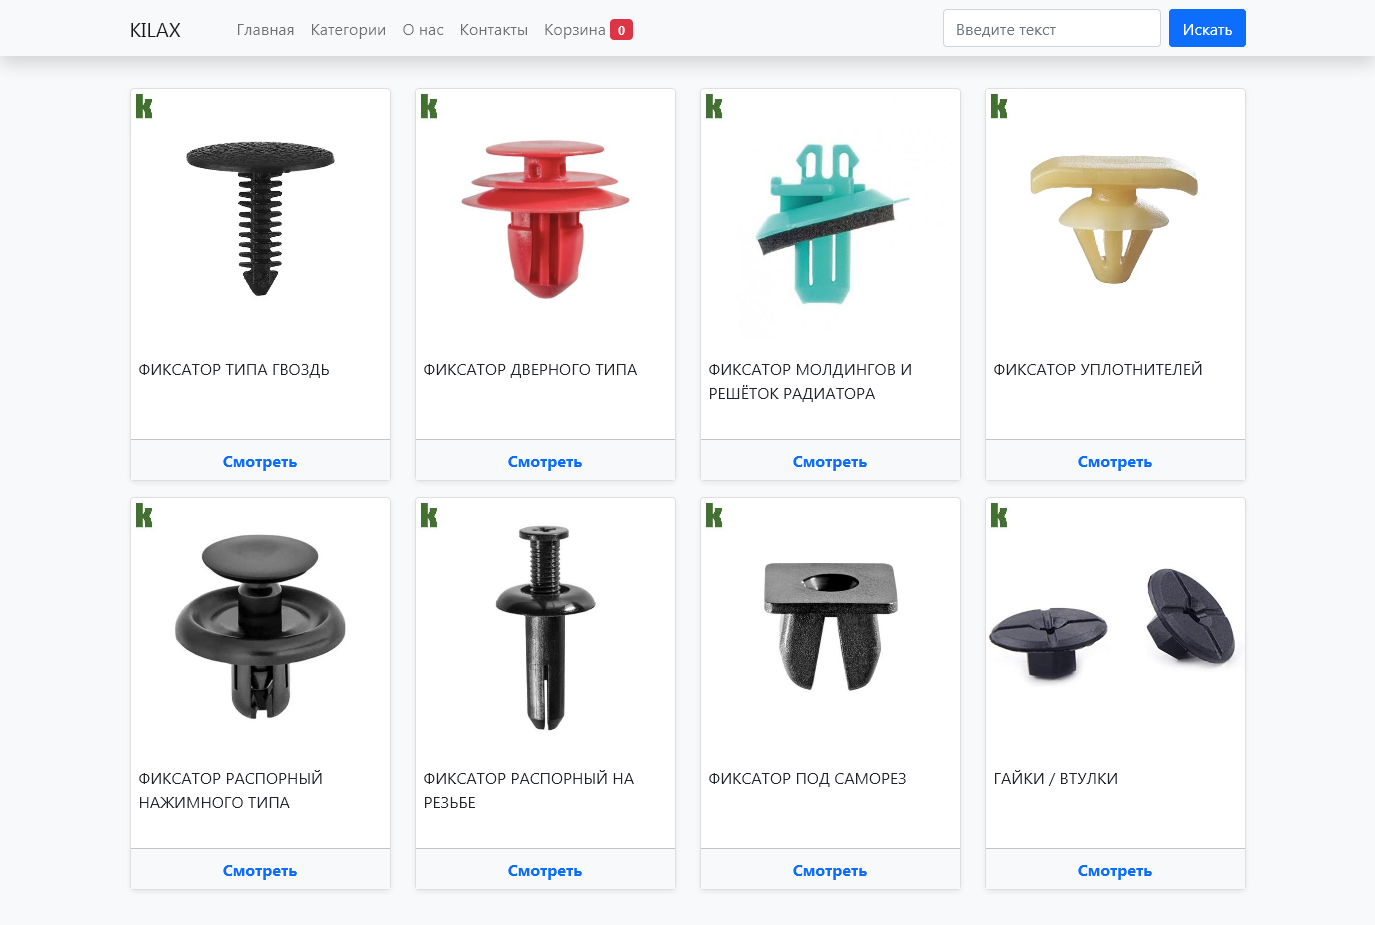 KILAX
Главная
Категории
О нас
Контакты
Корзина 0
Введите текст
Искать
k
k
k
k
ФИКСАТОР ТИПА ГВОЗДЬ
ФИКСАТОР ДВЕРНОГО ТИПА
ФИКСАТОР МОЛДИНГОВ И
РЕШЁТОК РАДИАТОРА
ФИКСАТОР УПЛОТНИТЕЛЕЙ
Смотреть
Смотреть
Смотреть
Смотреть
k
k
k
k
ФИКСАТОР РАСПОРНЫЙ
НАЖИМНОГО ТИПА
ФИКСАТОР РАСПОРНЫЙ НА
РЕЗЬБЕ
ФИКСАТОР ПОД САМОРЕЗ
ГАЙКИ / ВТУЛКИ
Смотреть
Смотреть
Смотреть
Смотреть